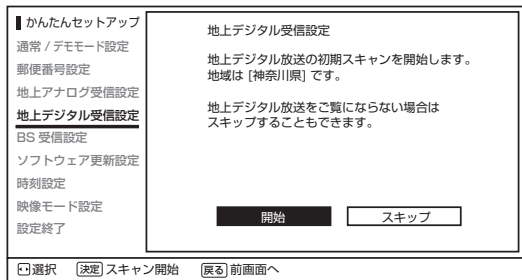 かんたんセットアップ
通常 / デモモード設定
郵便番号設定
地上アナログ受信設定
地上デジタル受信設定
BS 受信設定
ソフトウェア更新設定
時刻設定
映像モード設定
設定終了
地上デジタル受信設定
地上デジタル放送の初期スキャンを開始します。
地域は [神奈川県] です。
地上デジタル放送をご覧にならない場合は
スキップすることもできます。
開始 スキップ
選択 決定 スキャン開始 戻る 前画面へ